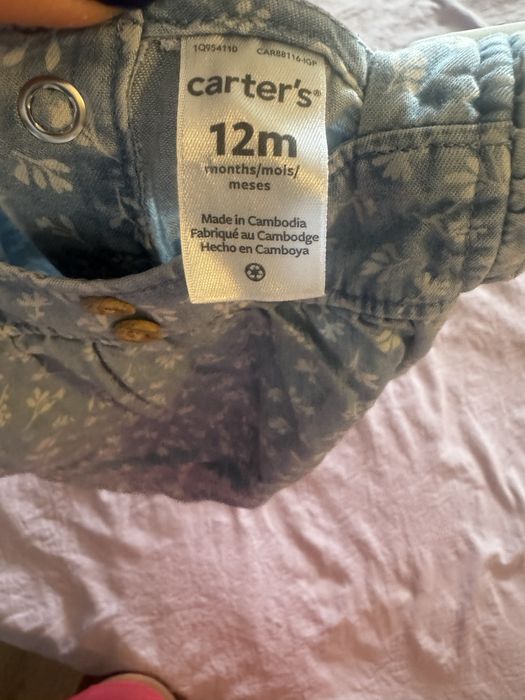 1Q954110 CAR88116-IGP
carter's®
12m
months/mois/
meses
Made in Cambodia
Fabriqué au Cambodge
Hecho en Camboya